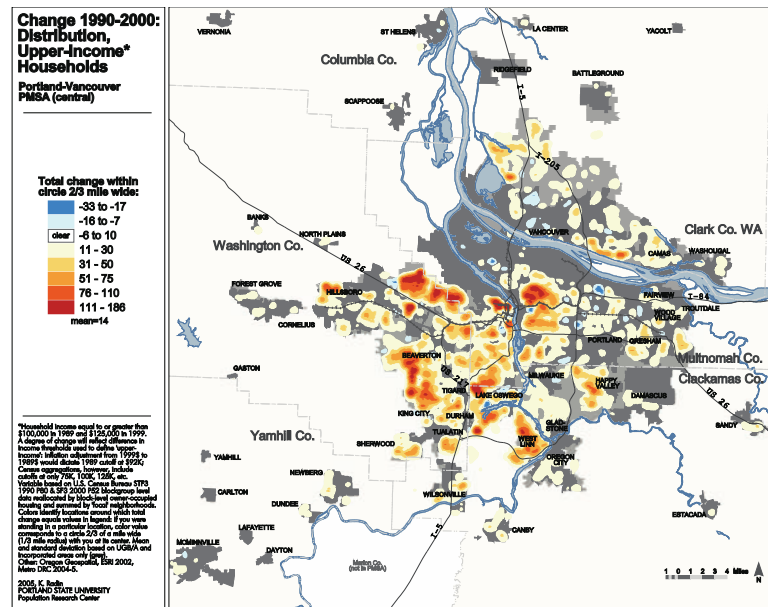 Change 1990-2000:
Distribution,
Upper-Income*
Households
Portland-Vancouver
PMSA (central)
Total change within
circle 2/3 mile wide:
-33 to -17
-16 to -7
clear -6 to 10
11 - 30
31 - 50
51 - 75
76 - 110
111 - 186
mean=14
*Household income equal to or greater than
$100,000 in 1989 and $125,000 in 1999.
A degree of change will reflect difference in
income thresholds used to define 'upper-
income': inflation adjustment from 1999$ to
1989$ would dictate 1989 cutoff at $92K;
Census aggregations, however, include
cutoffs at only 75K, 100K, 125K, etc.
Variable based on U.S. Census Bureau STF3
1990 P80 & SF3 2000 P52 blockgroup level
data reallocated by block-level owner-occupied
housing and summed by 'focal' neighborhoods.
Colors identify locations around which total
change equals values in legend: if you were
standing in a particular location, color value
corresponds to a circle 2/3 of a mile wide
(1/3 mile radius) with you at its center. Mean
and standard deviation based on UGB/A and
incorporated areas only (grey).
Other: Oregon Geospatial, ESRI 2002,
Metro DRC 2004-5.
2005, K. Radin
PORTLAND STATE UNIVERSITY
Population Research Center
VERNONIA
ST HELENS
LA CENTER
YACOLT
Columbia Co.
RIDGEFIELD
BATTLEGROUND
I-5
SCAPPOOSE
I-205
BANKS
NORTH PLAINS
VANCOUVER
Clark Co. WA
Washington Co.
CAMAS
WASHOUGAL
US 26
FOREST GROVE
HILLSBORO
FAIRVIEW
I-84
WOOD
VILLAGE
TROUTDALE
CORNELIUS
PORTLAND
GRESHAM
BEAVERTON
Multnomah Co.
GASTON
US 217
MILWAUKIE
Clackamas Co.
TIGARD
LAKE OSWEGO
HAPPY
VALLEY
DAMASCUS
US 26
KING CITY
DURHAM
GLAD-
STONE
SANDY
TUALATIN
WEST
LINN
Yamhill Co.
SHERWOOD
OREGON
CITY
YAMHILL
NEWBERG
WILSONVILLE
CARLTON
DUNDEE
ESTACADA
LAFAYETTE
I-5
CANBY
MCMINNVILLE
DAYTON
Marion Co.
(not in PMSA)
1 0 1 2 3 4 Miles
N